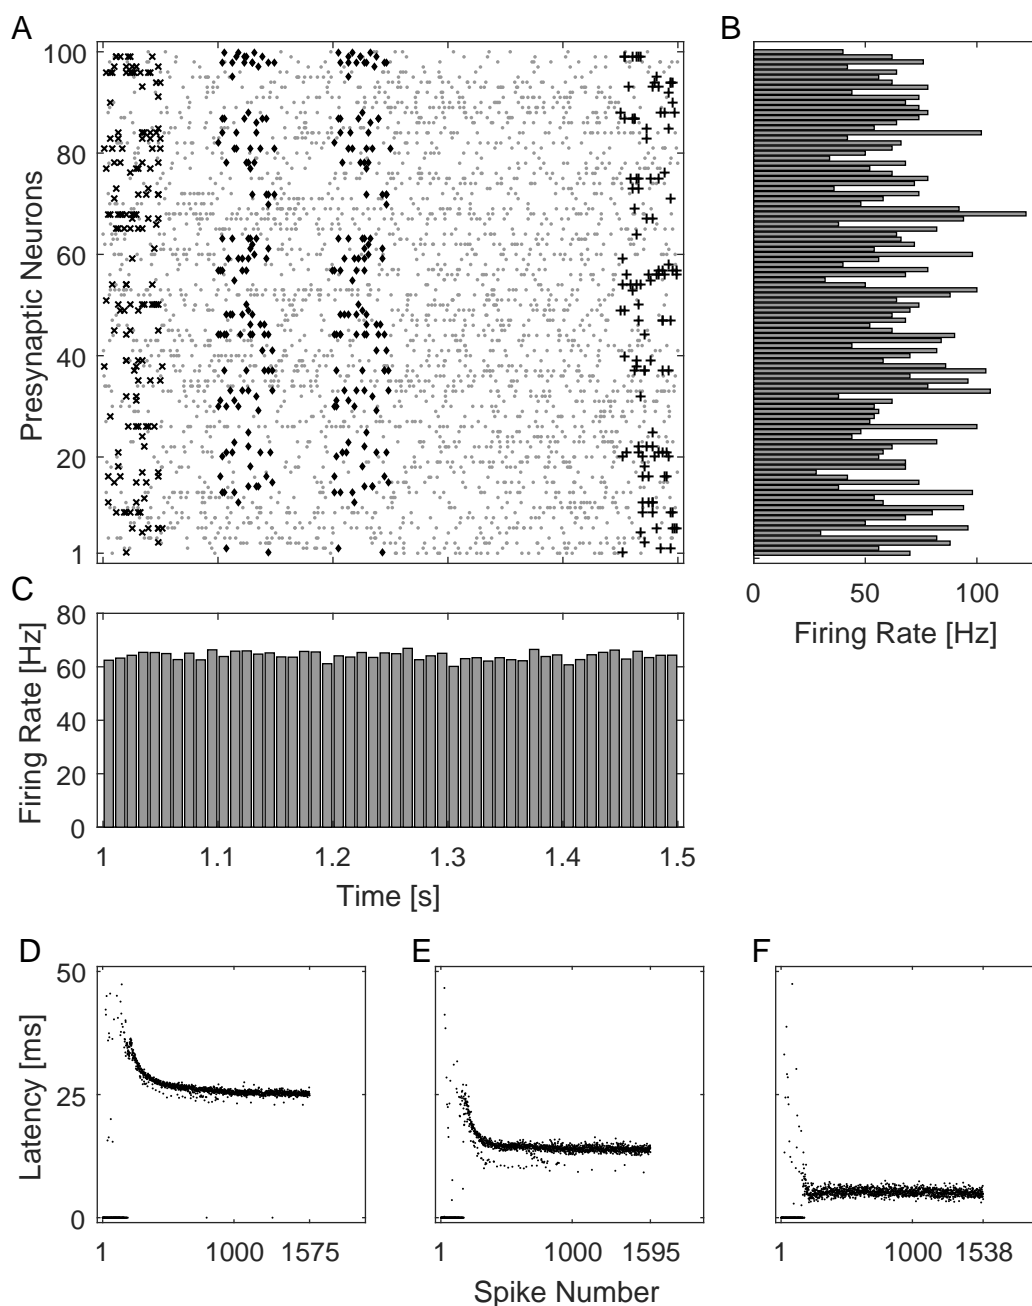 A
B
100
80
60
40
20
1
Presynaptic Neurons
0
50
100
Firing Rate [Hz]
C
80
60
40
20
0
Firing Rate [Hz]
1
1.1
1.2
1.3
1.4
1.5
Time [s]
D
E
F
50
25
0
Latency [ms]
1
1000
1575
1
1000
1595
1
1000
1538
Spike Number